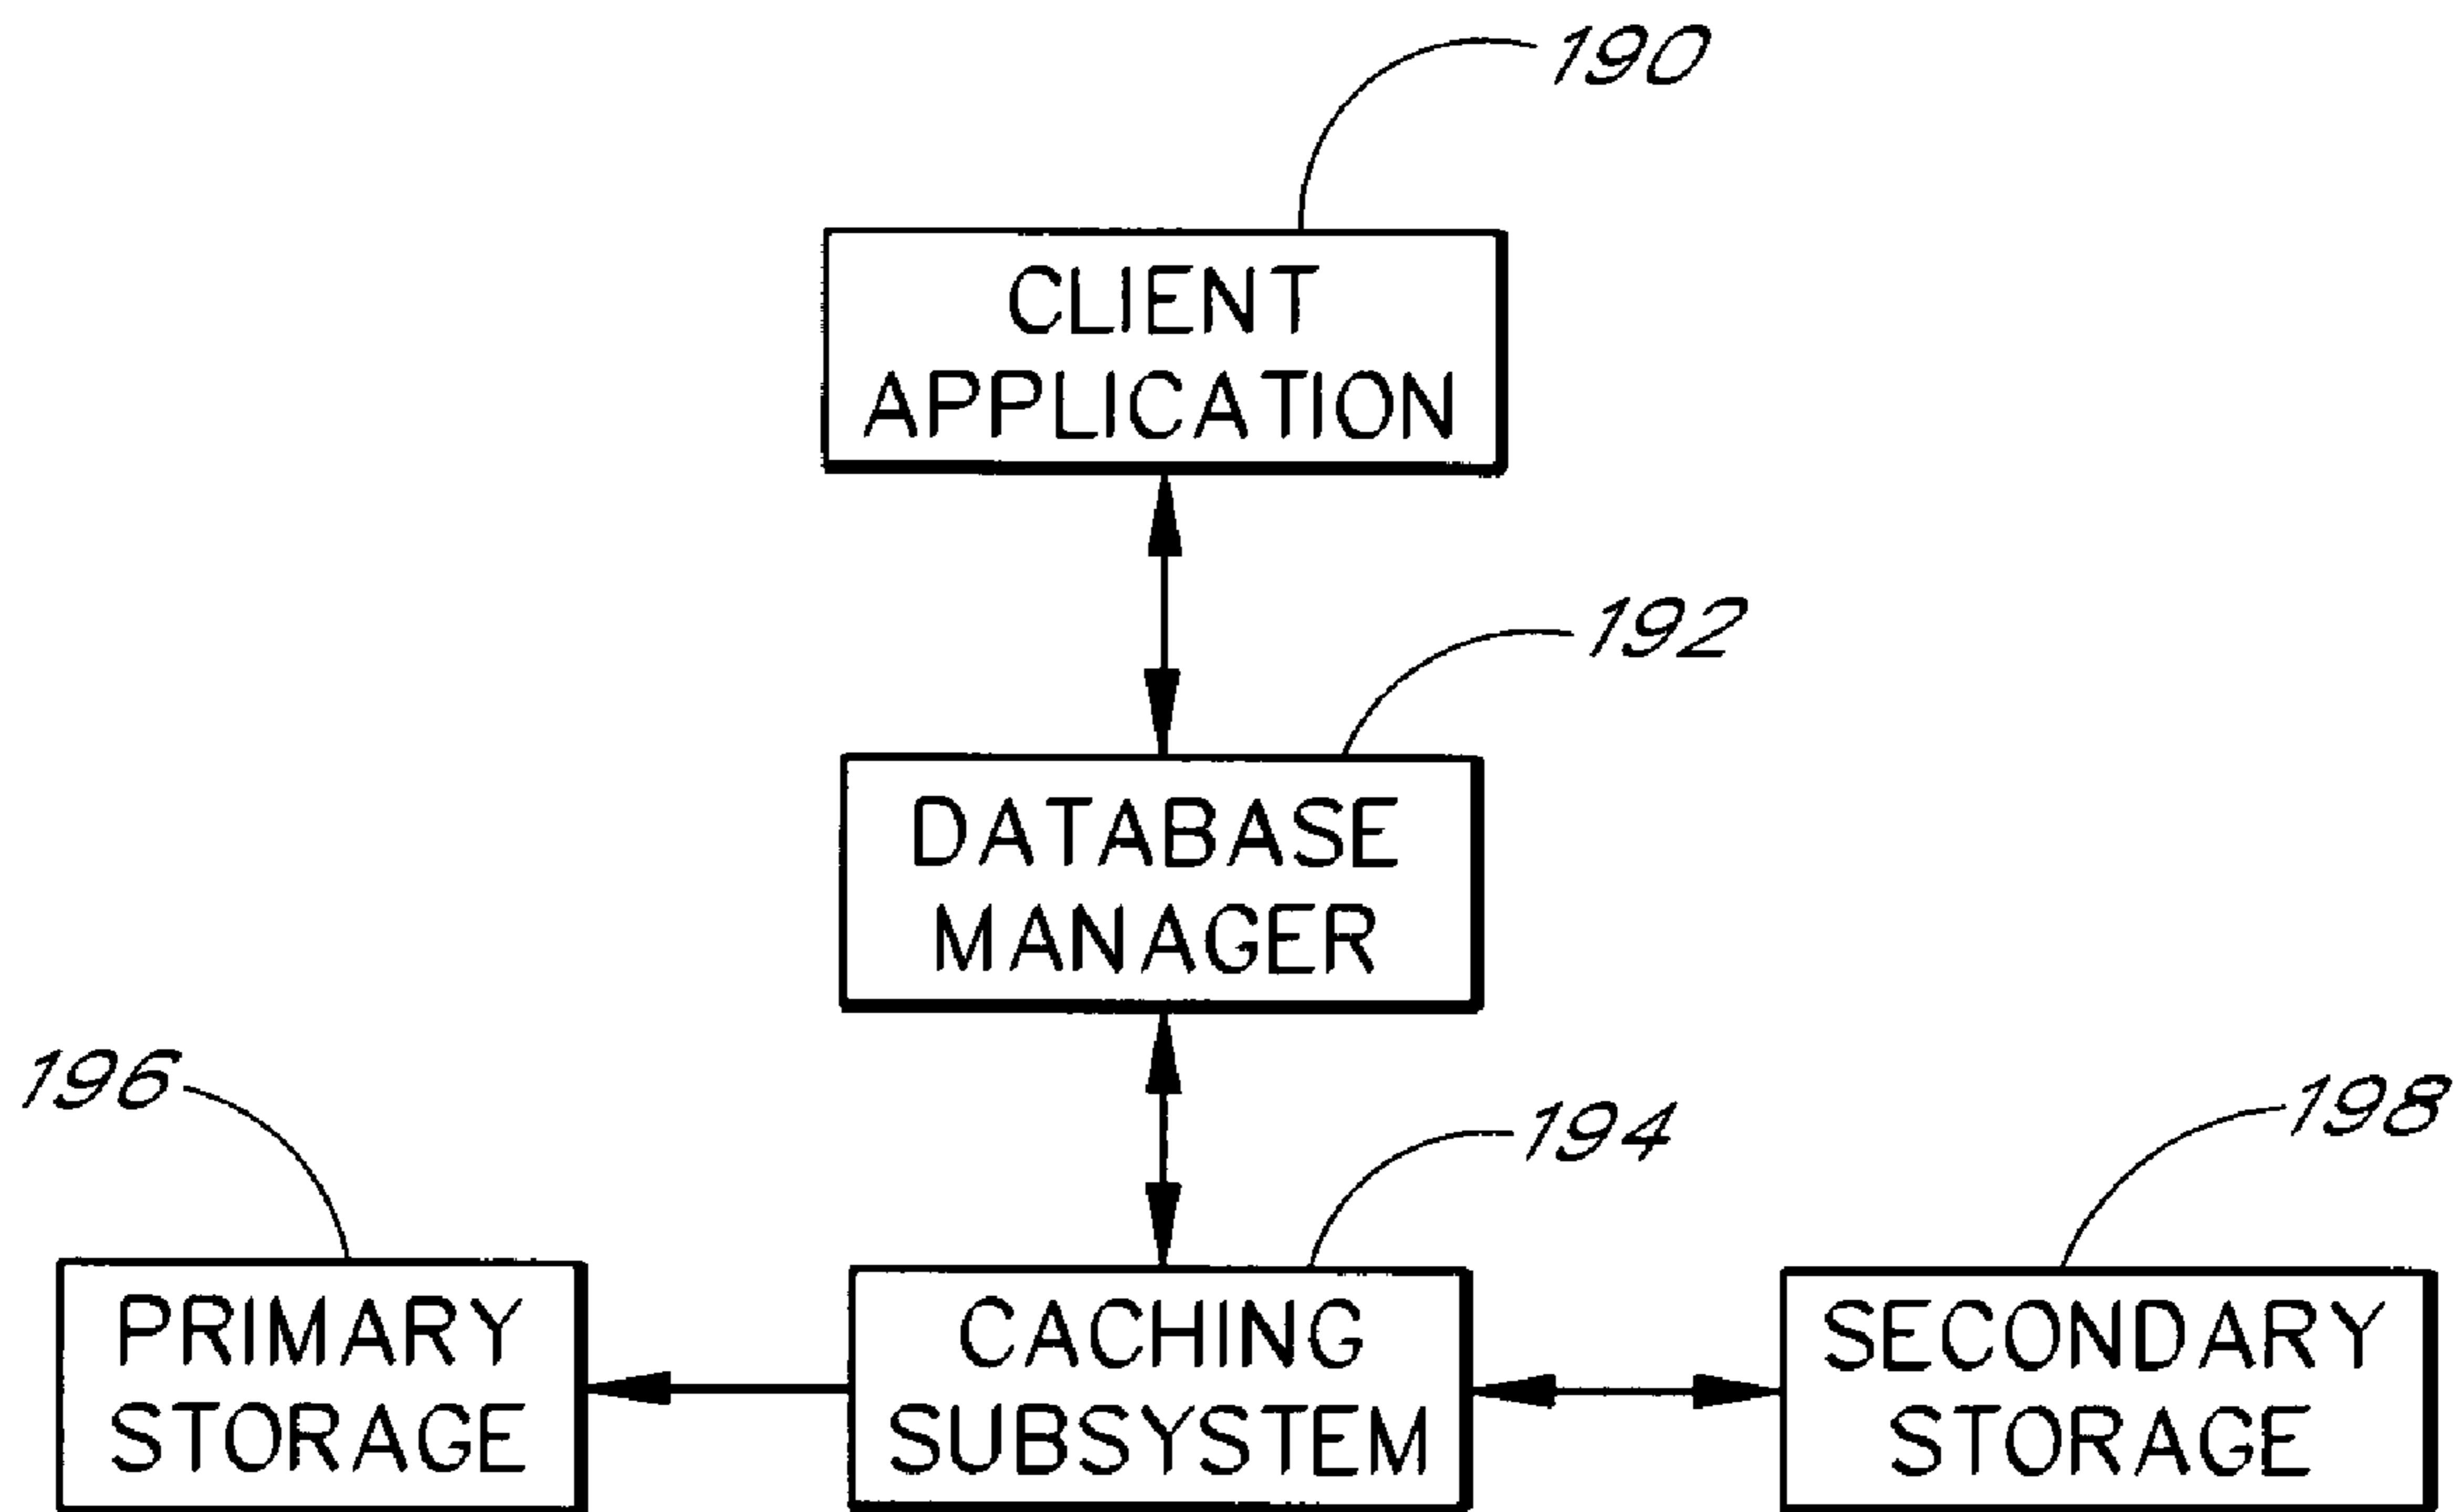 190
CLIENT
APPLICATION
192
DATABASE
MANAGER
196
194
198
PRIMARY
STORAGE
CACHING
SUBSYSTEM
SECONDARY
STORAGE